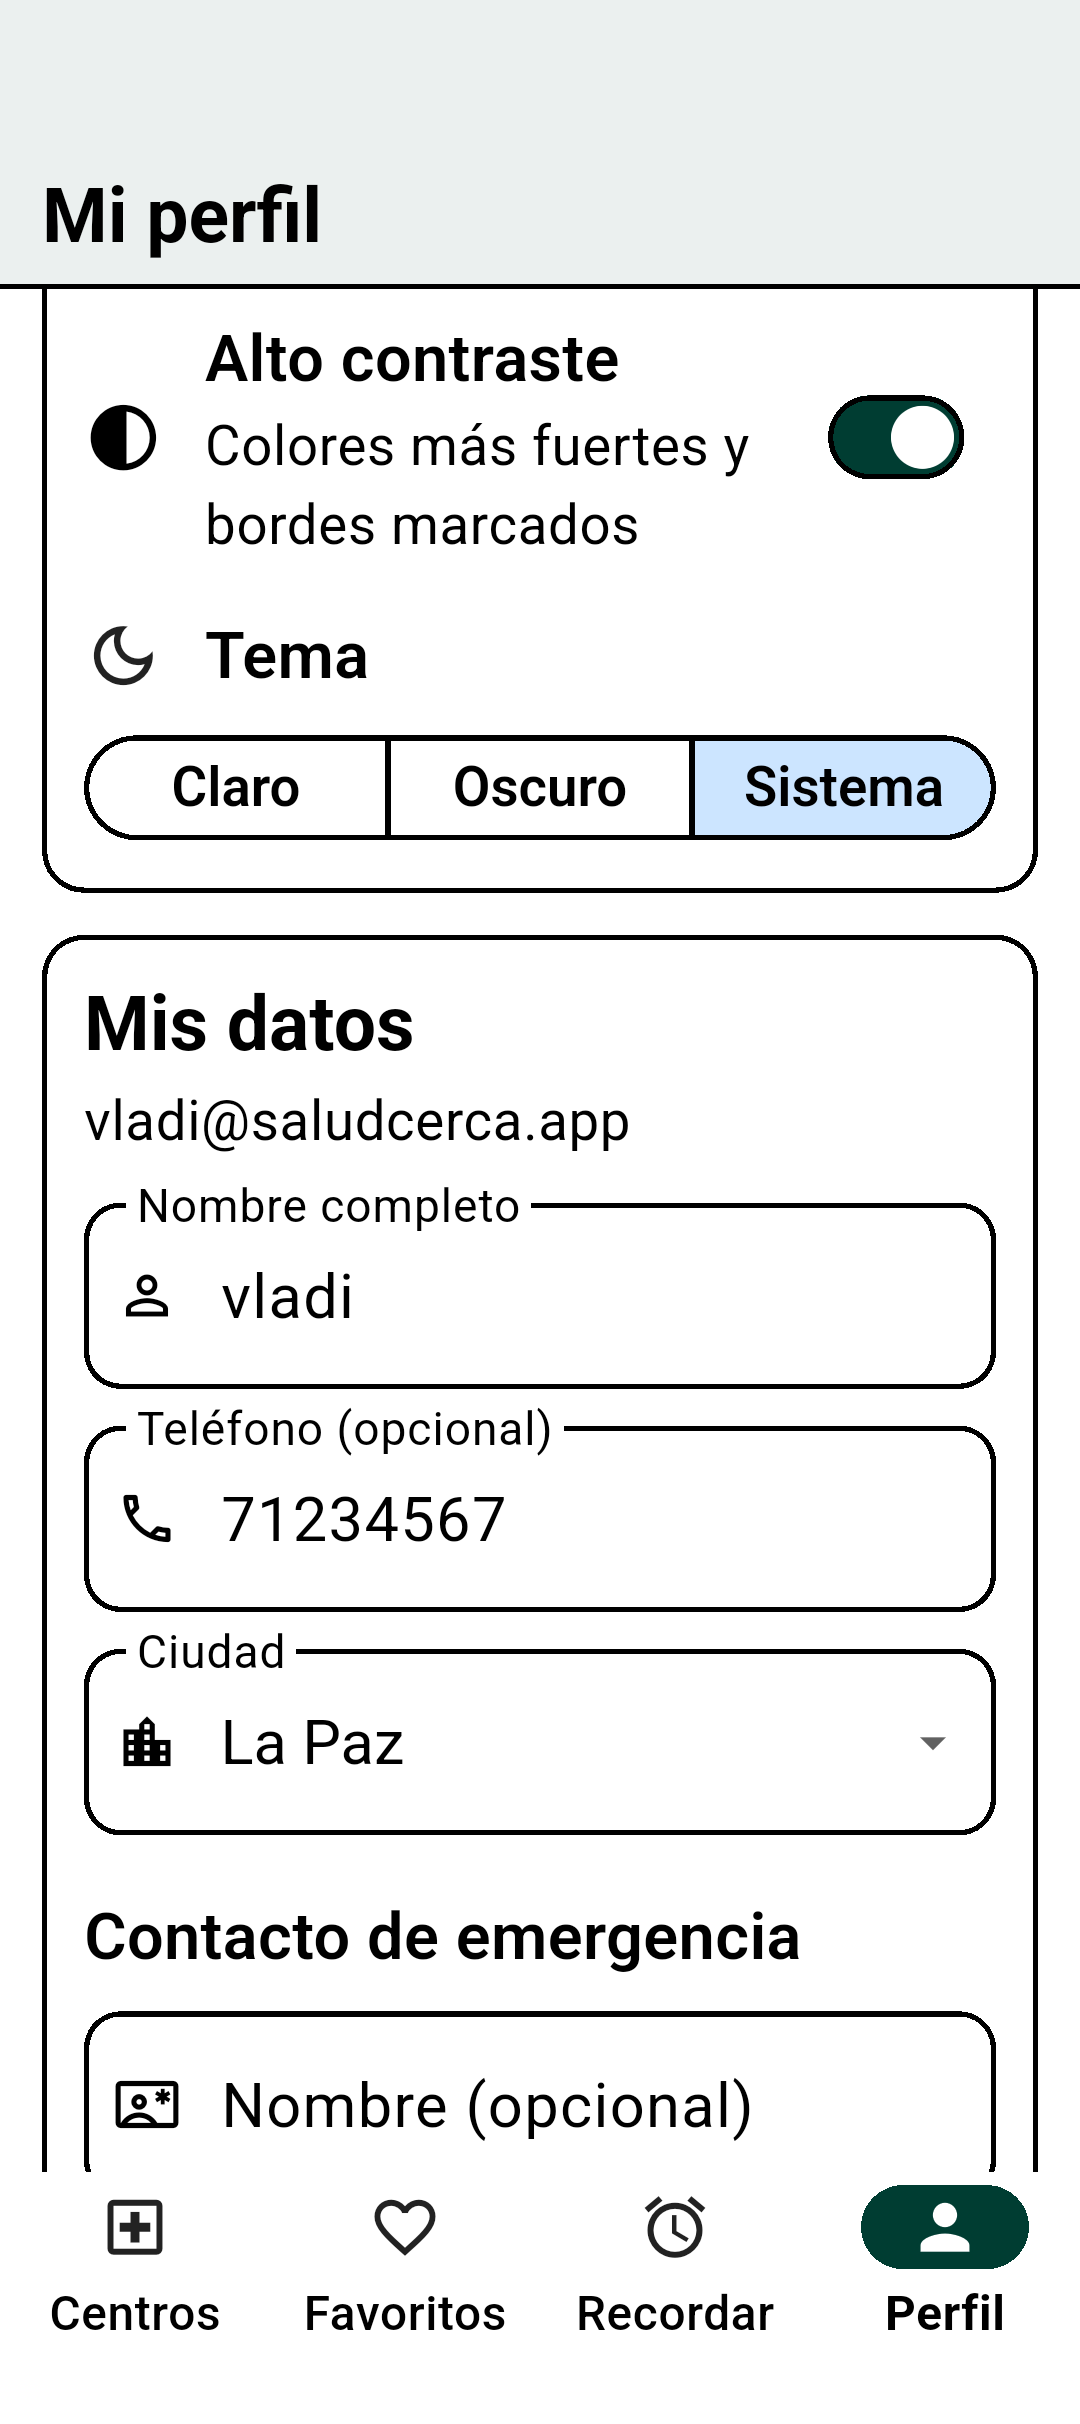 Mi perfil
Alto contraste
Colores más fuertes y
bordes marcados
Tema
Claro
Oscuro
Sistema
Mis datos
vladi@saludcerca.app
Nombre completo
vladi
Teléfono (opcional)
71234567
Ciudad
La Paz
Contacto de emergencia
Nombre (opcional)
Centros
Favoritos
Recordar
Perfil